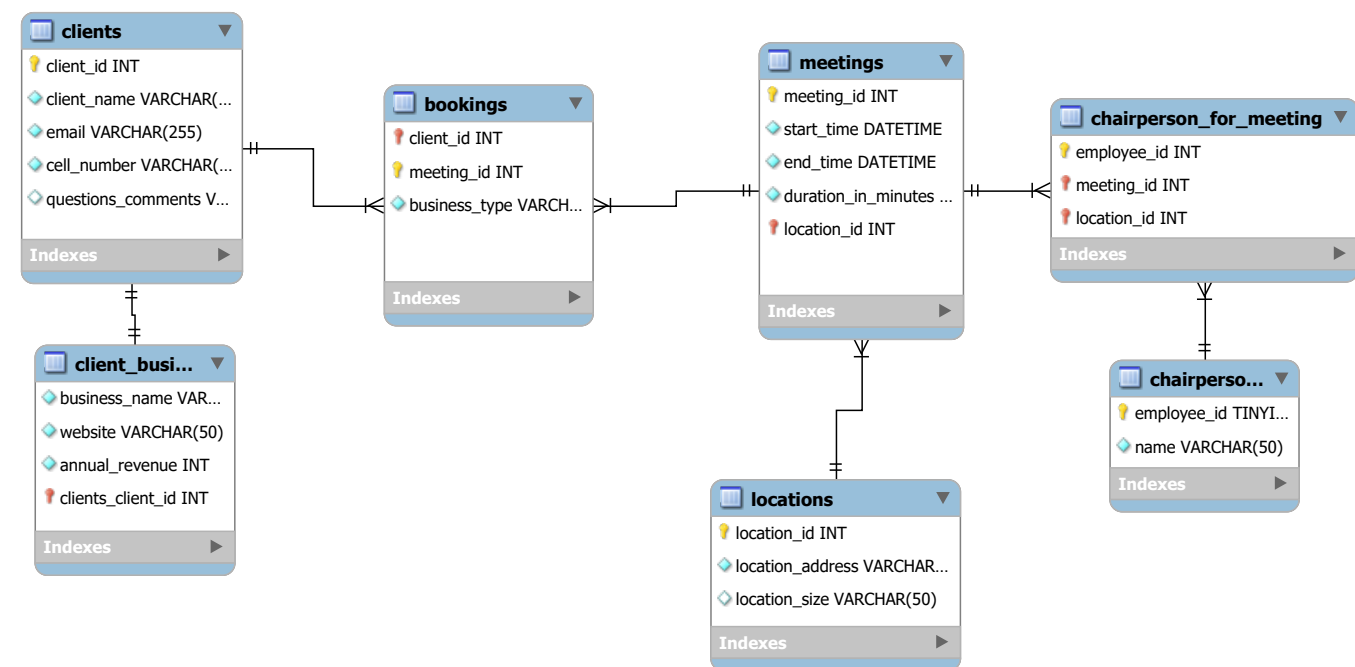 clients
client_id INT
client_name VARCHAR(...
email VARCHAR(255)
cell_number VARCHAR(...
questions_comments V...
Indexes
client_busi...
business_name VAR...
website VARCHAR(50)
annual_revenue INT
clients_client_id INT
Indexes
bookings
client_id INT
meeting_id INT
business_type VARCH...
Indexes
meetings
meeting_id INT
start_time DATETIME
end_time DATETIME
duration_in_minutes ...
location_id INT
Indexes
locations
location_id INT
location_address VARCHAR...
location_size VARCHAR(50)
Indexes
chairperson_for_meeting
employee_id INT
meeting_id INT
location_id INT
Indexes
chairperso...
employee_id TINYI...
name VARCHAR(50)
Indexes